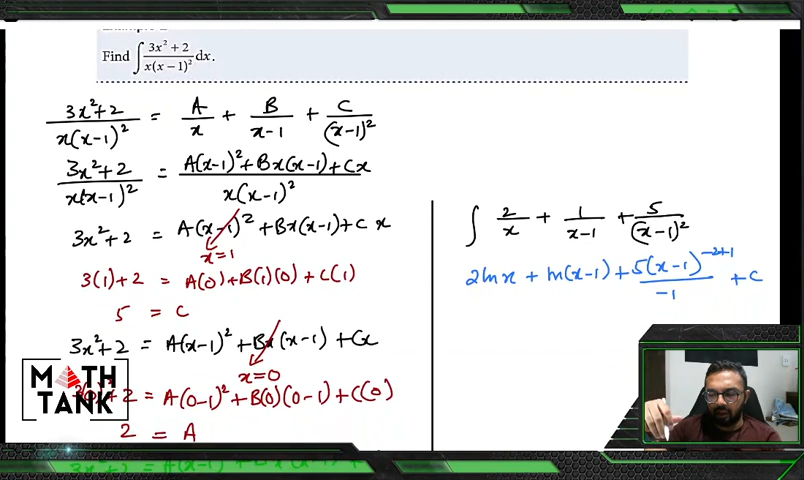 Find ∫ 3x² + 2 / x(x − 1)² dx.
3x²+2 / x(x-1)² = A/x + B/x-1 + C/(x-1)²
3x²+2 / x(x-1)² = A(x-1)²+Bx(x-1)+Cx / x(x-1)²
3x²+2 = A(x-1)²+Bx(x-1)+Cx
x=1
3(1)+2 = A(0)+B(1)(0)+C(1)
5 = C
3x²+2 = A(x-1)²+Bx(x-1)+Cx
x=0
+2 = A(0-1)²+B(0)(0-1)+C(0)
2 = A
∫ 2/x + 1/x-1 + 5/(x-1)²
2lnx + ln(x-1) + 5(x-1)⁻²⁺¹ / -1 + C
MATH
TANK